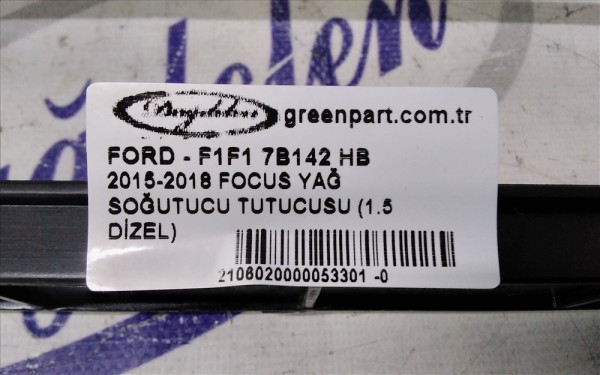 greenpart.com.tr
FORD - F1F1 7B142 HB
2015-2018 FOCUS YAĞ
SOĞUTUCU TUTUCUSU (1.5
DİZEL)
2106020000053301 -0